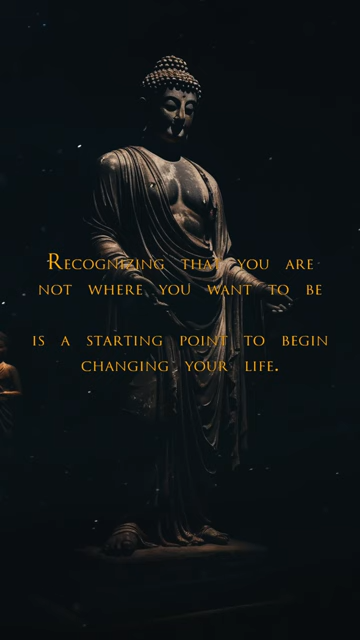 Recognizing that you are
not where you want to be
is a starting point to begin
changing your life.